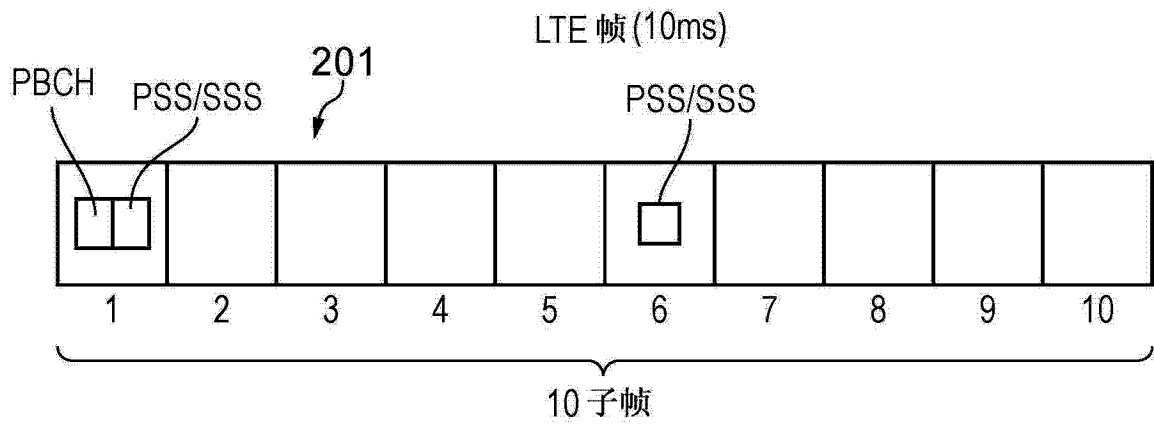 LTE 帧(10ms)
201
PBCH
PSS/SSS
PSS/SSS
1 2 3 4 5 6 7 8 9 10
10 子帧